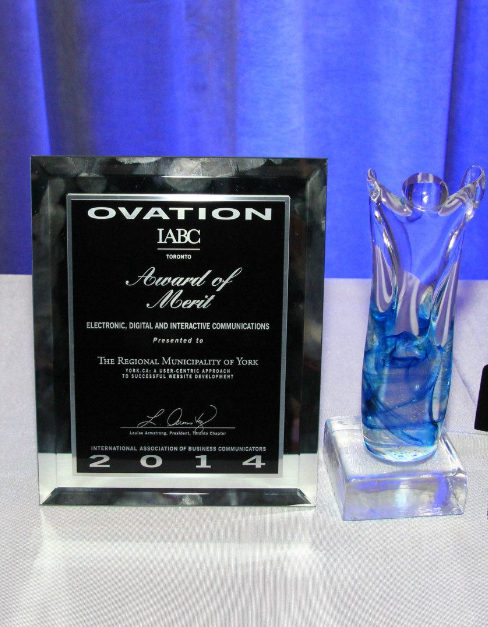 OVATION
IABC
TORONTO
Award of
Merit
ELECTRONIC, DIGITAL AND INTERACTIVE COMMUNICATIONS
Presented to
THE REGIONAL MUNICIPALITY OF YORK
YORK.CA: A USER-CENTRIC APPROACH
TO SUCCESSFUL WEBSITE DEVELOPMENT
Louise Armstrong, President, Toronto Chapter
INTERNATIONAL ASSOCIATION OF BUSINESS COMMUNICATORS
2014